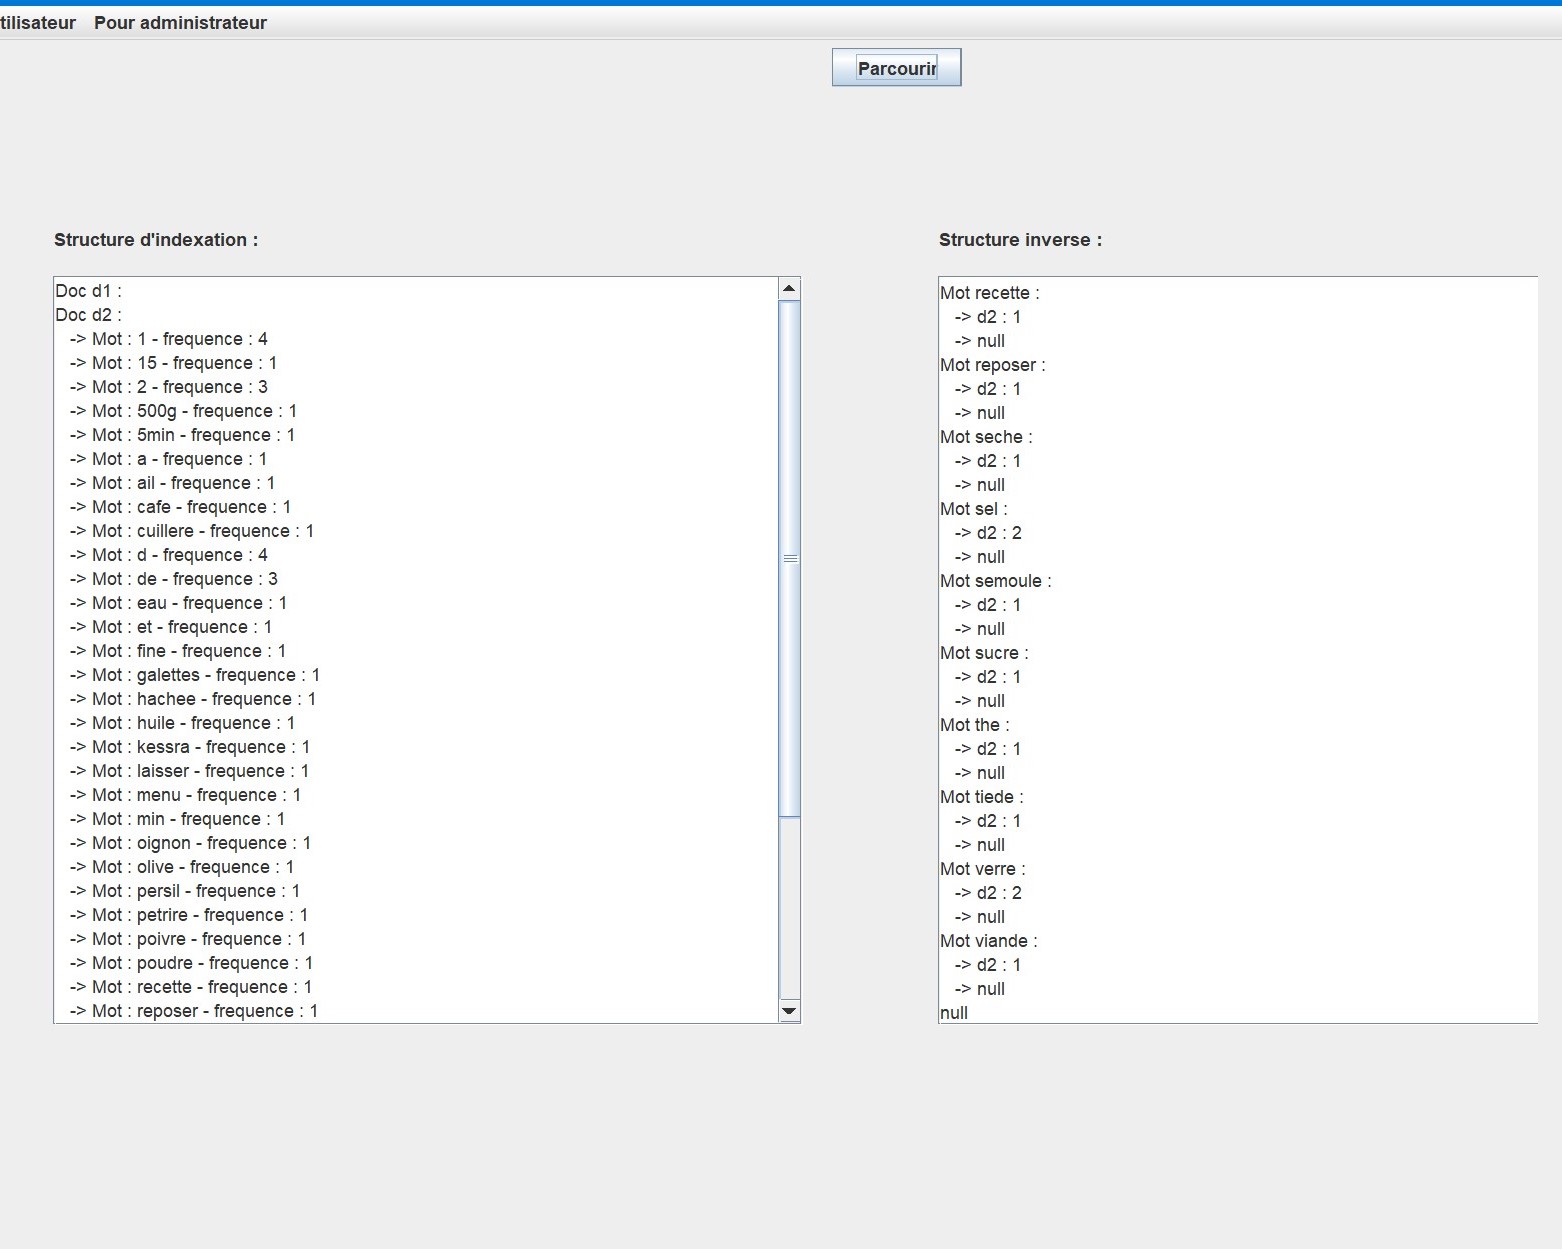 tilisateur Pour administrateur
Parcourir
Structure d'indexation :
Doc d1 :
Doc d2 :
-> Mot : 1 - frequence : 4
-> Mot : 15 - frequence : 1
-> Mot : 2 - frequence : 3
-> Mot : 500g - frequence : 1
-> Mot : 5min - frequence : 1
-> Mot : a - frequence : 1
-> Mot : ail - frequence : 1
-> Mot : cafe - frequence : 1
-> Mot : cuillere - frequence : 1
-> Mot : d - frequence : 4
-> Mot : de - frequence : 3
-> Mot : eau - frequence : 1
-> Mot : et - frequence : 1
-> Mot : fine - frequence : 1
-> Mot : galettes - frequence : 1
-> Mot : hachee - frequence : 1
-> Mot : huile - frequence : 1
-> Mot : kessra - frequence : 1
-> Mot : laisser - frequence : 1
-> Mot : menu - frequence : 1
-> Mot : min - frequence : 1
-> Mot : oignon - frequence : 1
-> Mot : olive - frequence : 1
-> Mot : persil - frequence : 1
-> Mot : petrire - frequence : 1
-> Mot : poivre - frequence : 1
-> Mot : poudre - frequence : 1
-> Mot : recette - frequence : 1
-> Mot : reposer - frequence : 1
Structure inverse :
Mot recette :
-> d2 : 1
-> null
Mot reposer :
-> d2 : 1
-> null
Mot seche :
-> d2 : 1
-> null
Mot sel :
-> d2 : 2
-> null
Mot semoule :
-> d2 : 1
-> null
Mot sucre :
-> d2 : 1
-> null
Mot the :
-> d2 : 1
-> null
Mot tiede :
-> d2 : 1
-> null
Mot verre :
-> d2 : 2
-> null
Mot viande :
-> d2 : 1
-> null
null